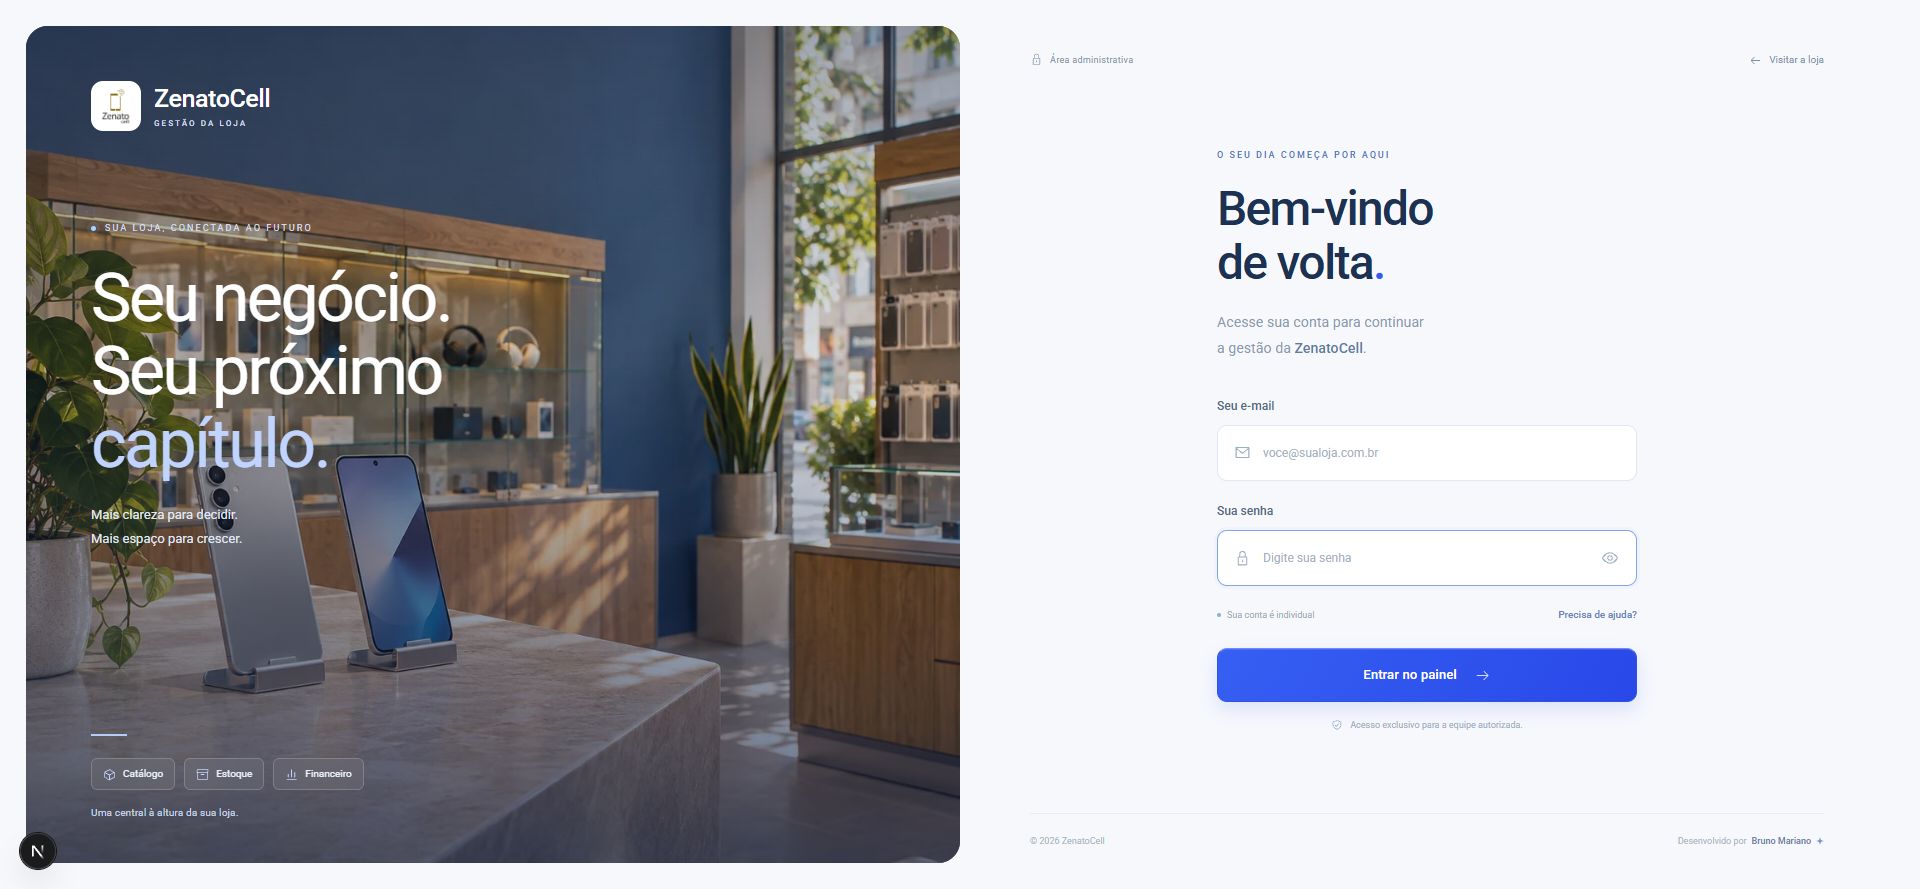 Zenato
cell
ZenatoCell
GESTÃO DA LOJA
SUA LOJA, CONECTADA AO FUTURO
Seu negócio.
Seu próximo
capítulo.
Mais clareza para decidir.
Mais espaço para crescer.
Catálogo
Estoque
Financeiro
Uma central à altura da sua loja.
N
Área administrativa
Visitar a loja
O SEU DIA COMEÇA POR AQUI
Bem-vindo
de volta.
Acesse sua conta para continuar
a gestão da ZenatoCell.
Seu e-mail
voce@sualoja.com.br
Sua senha
Digite sua senha
Sua conta é individual
Precisa de ajuda?
Entrar no painel
Acesso exclusivo para a equipe autorizada.
© 2026 ZenatoCell
Desenvolvido por Bruno Mariano